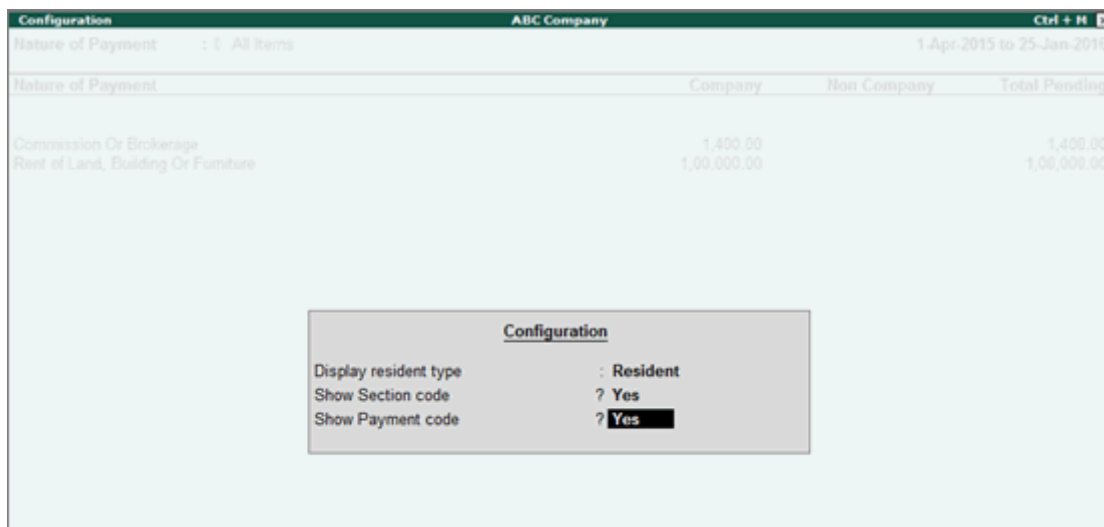 Configuration ABC Company Ctrl + M
Nature of Payment : All Items 1-Apr-2015 to 25-Jan-2016
Nature of Payment Company Non Company Total Pending
Commission Or Brokerage 1,400.00 1,400.00
Rent of Land, Building Or Furniture 1,00,000.00 1,00,000.00
Configuration
Display resident type : Resident
Show Section code ? Yes
Show Payment code ? Yes